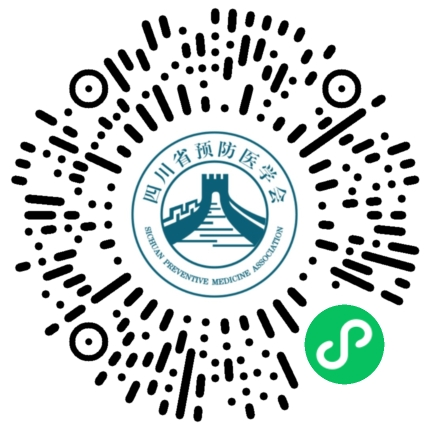 四川省预防医学会
SICHUAN PREVENTIVE MEDICINE ASSOCIATION